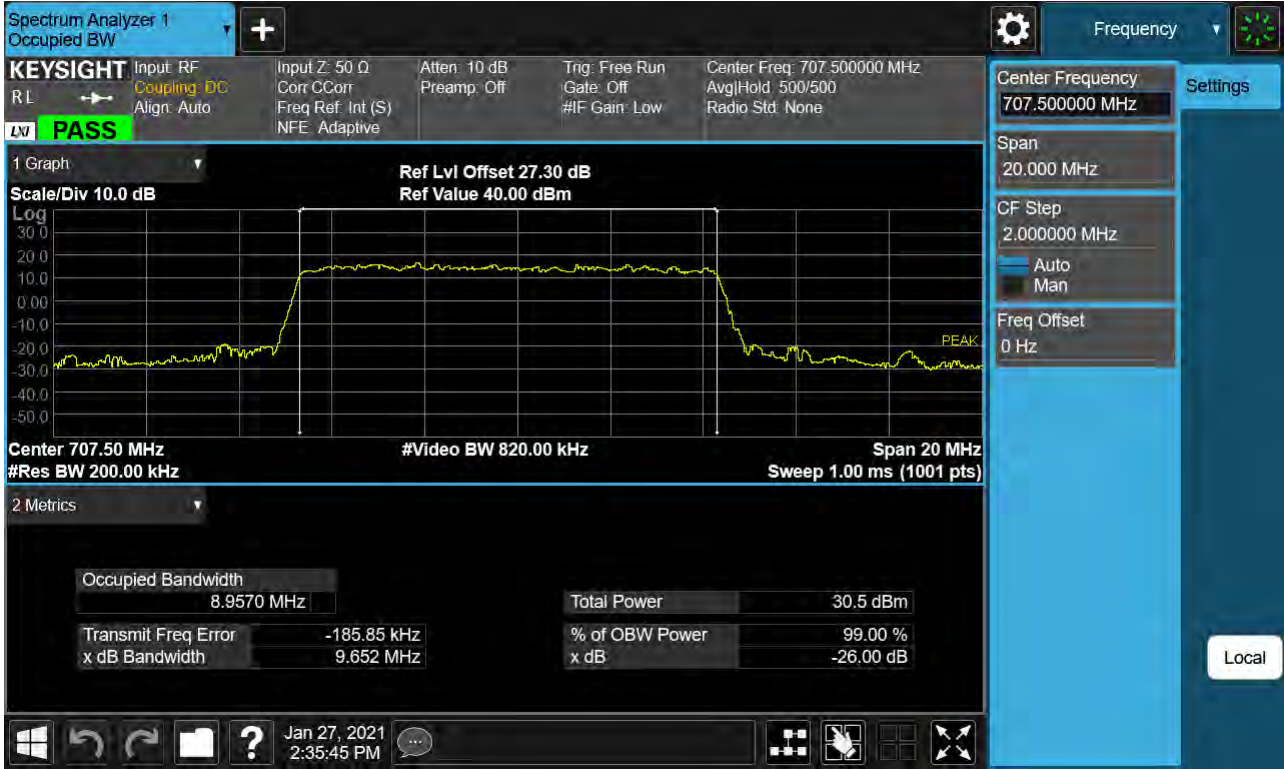 Spectrum Analyzer 1
Occupied BW
Frequency
KEYSIGHT
R L
LXI
PASS
Input: RF
Coupling: DC
Align: Auto
Input Z: 50 Ω
Corr CCorr
Freq Ref: Int (S)
NFE: Adaptive
Atten: 10 dB
Preamp: Off
Trig: Free Run
Gate: Off
#IF Gain: Low
Center Freq: 707.500000 MHz
Avg|Hold: 500/500
Radio Std: None
Center Frequency
707.500000 MHz
Settings
Span
20.000 MHz
CF Step
2.000000 MHz
Auto
Man
Freq Offset
0 Hz
Local
1 Graph
Scale/Div 10.0 dB
Ref Lvl Offset 27.30 dB
Ref Value 40.00 dBm
Log
30.0
20.0
10.0
0.00
-10.0
-20.0
-30.0
-40.0
-50.0
PEAK
Center 707.50 MHz
#Video BW 820.00 kHz
Span 20 MHz
#Res BW 200.00 kHz
Sweep 1.00 ms (1001 pts)
2 Metrics
Occupied Bandwidth
8.9570 MHz
Total Power 30.5 dBm
Transmit Freq Error -185.85 kHz
% of OBW Power 99.00 %
x dB Bandwidth 9.652 MHz
x dB -26.00 dB
?
Jan 27, 2021
2:35:45 PM